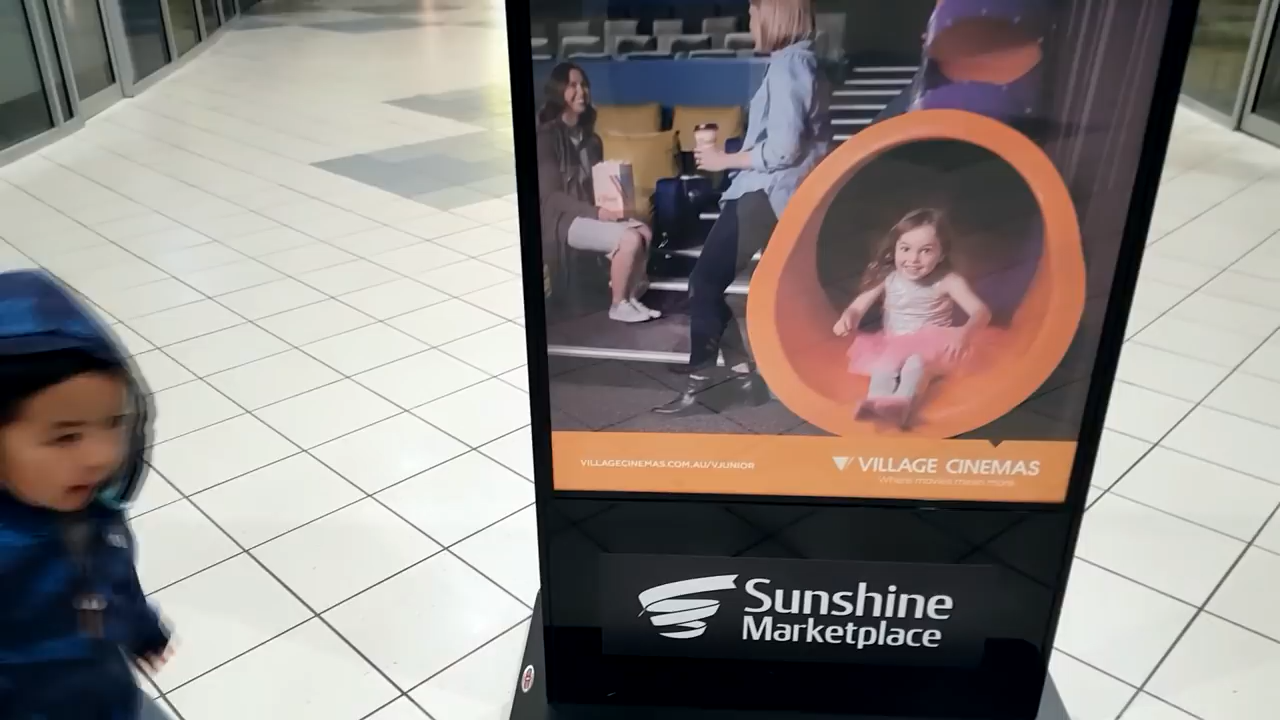 VILLAGECINEMAS.COM.AU/VJUNIOR
VILLAGE CINEMAS
Where movies mean more
Sunshine
Marketplace